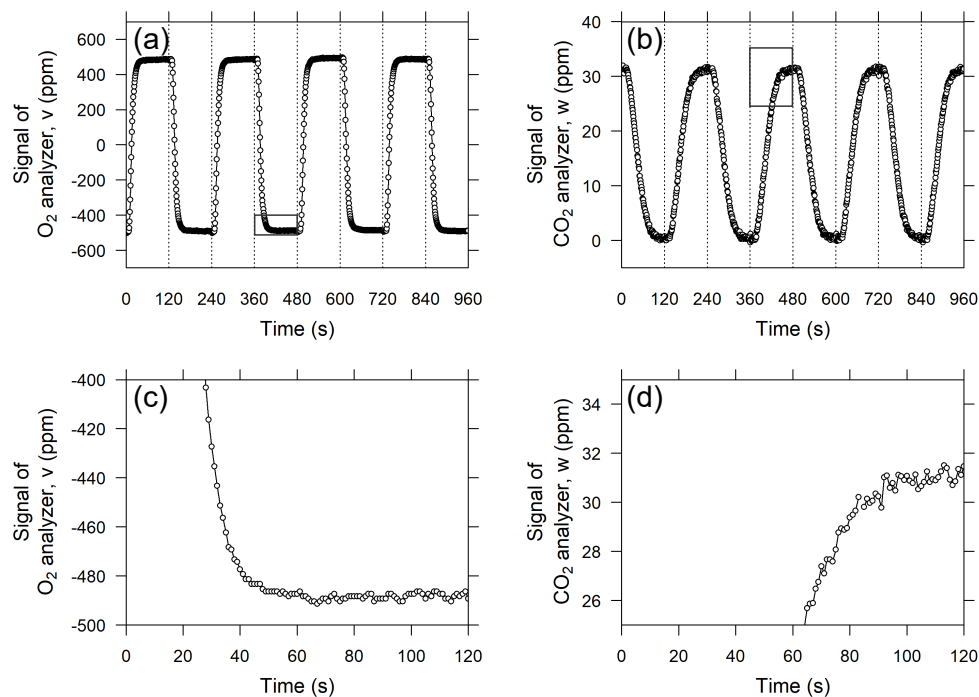 (a)
Signal of
O₂ analyzer, v (ppm)
600
400
200
0
-200
-400
-600
0 120 240 360 480 600 720 840 960
Time (s)
(b)
Signal of
CO₂ analyzer, w (ppm)
40
30
20
10
0
0 120 240 360 480 600 720 840 960
Time (s)
(c)
Signal of
O₂ analyzer, v (ppm)
-400
-420
-440
-460
-480
-500
0 20 40 60 80 100 120
Time (s)
(d)
Signal of
CO₂ analyzer, w (ppm)
34
32
30
28
26
0 20 40 60 80 100 120
Time (s)